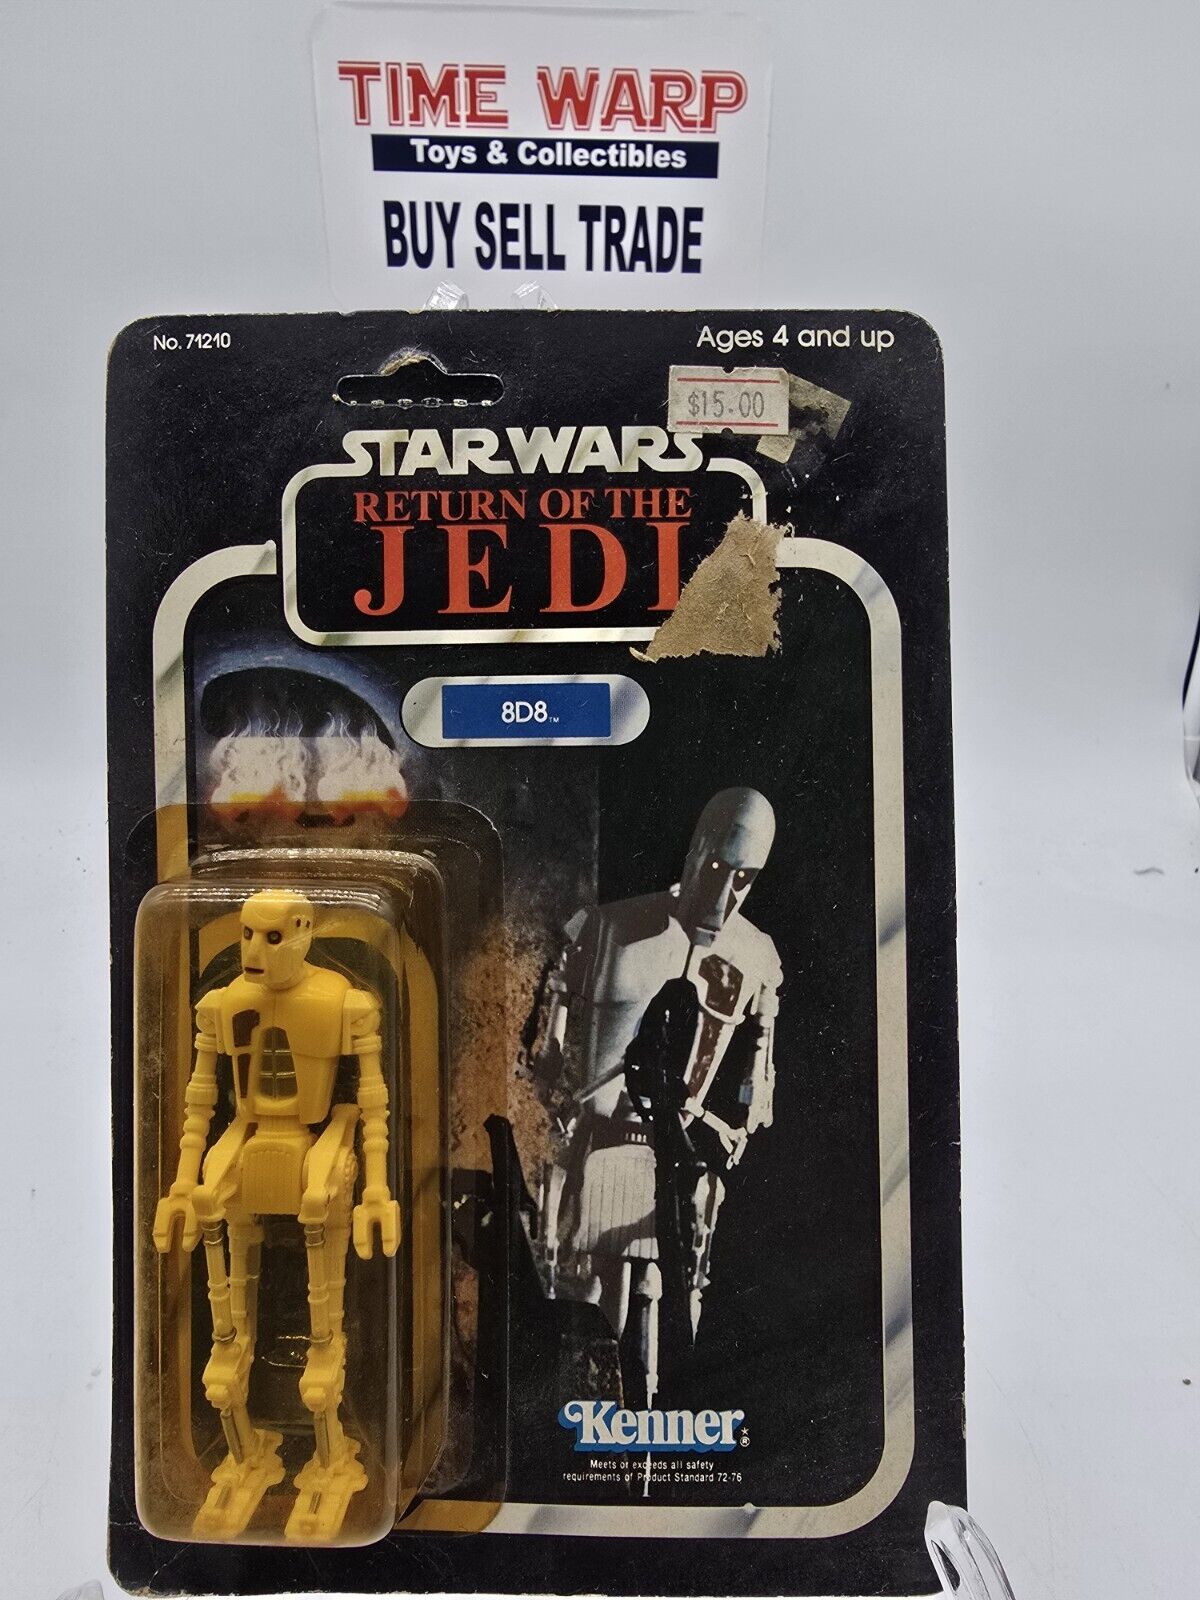 TIME WARP
Toys & Collectibles
BUY SELL TRADE
No. 71210
Ages 4 and up
$15.00
STAR WARS
RETURN OF THE
JEDI
8D8™
Kenner®
Meets or exceeds all safety
requirements of Product Standard 72-76